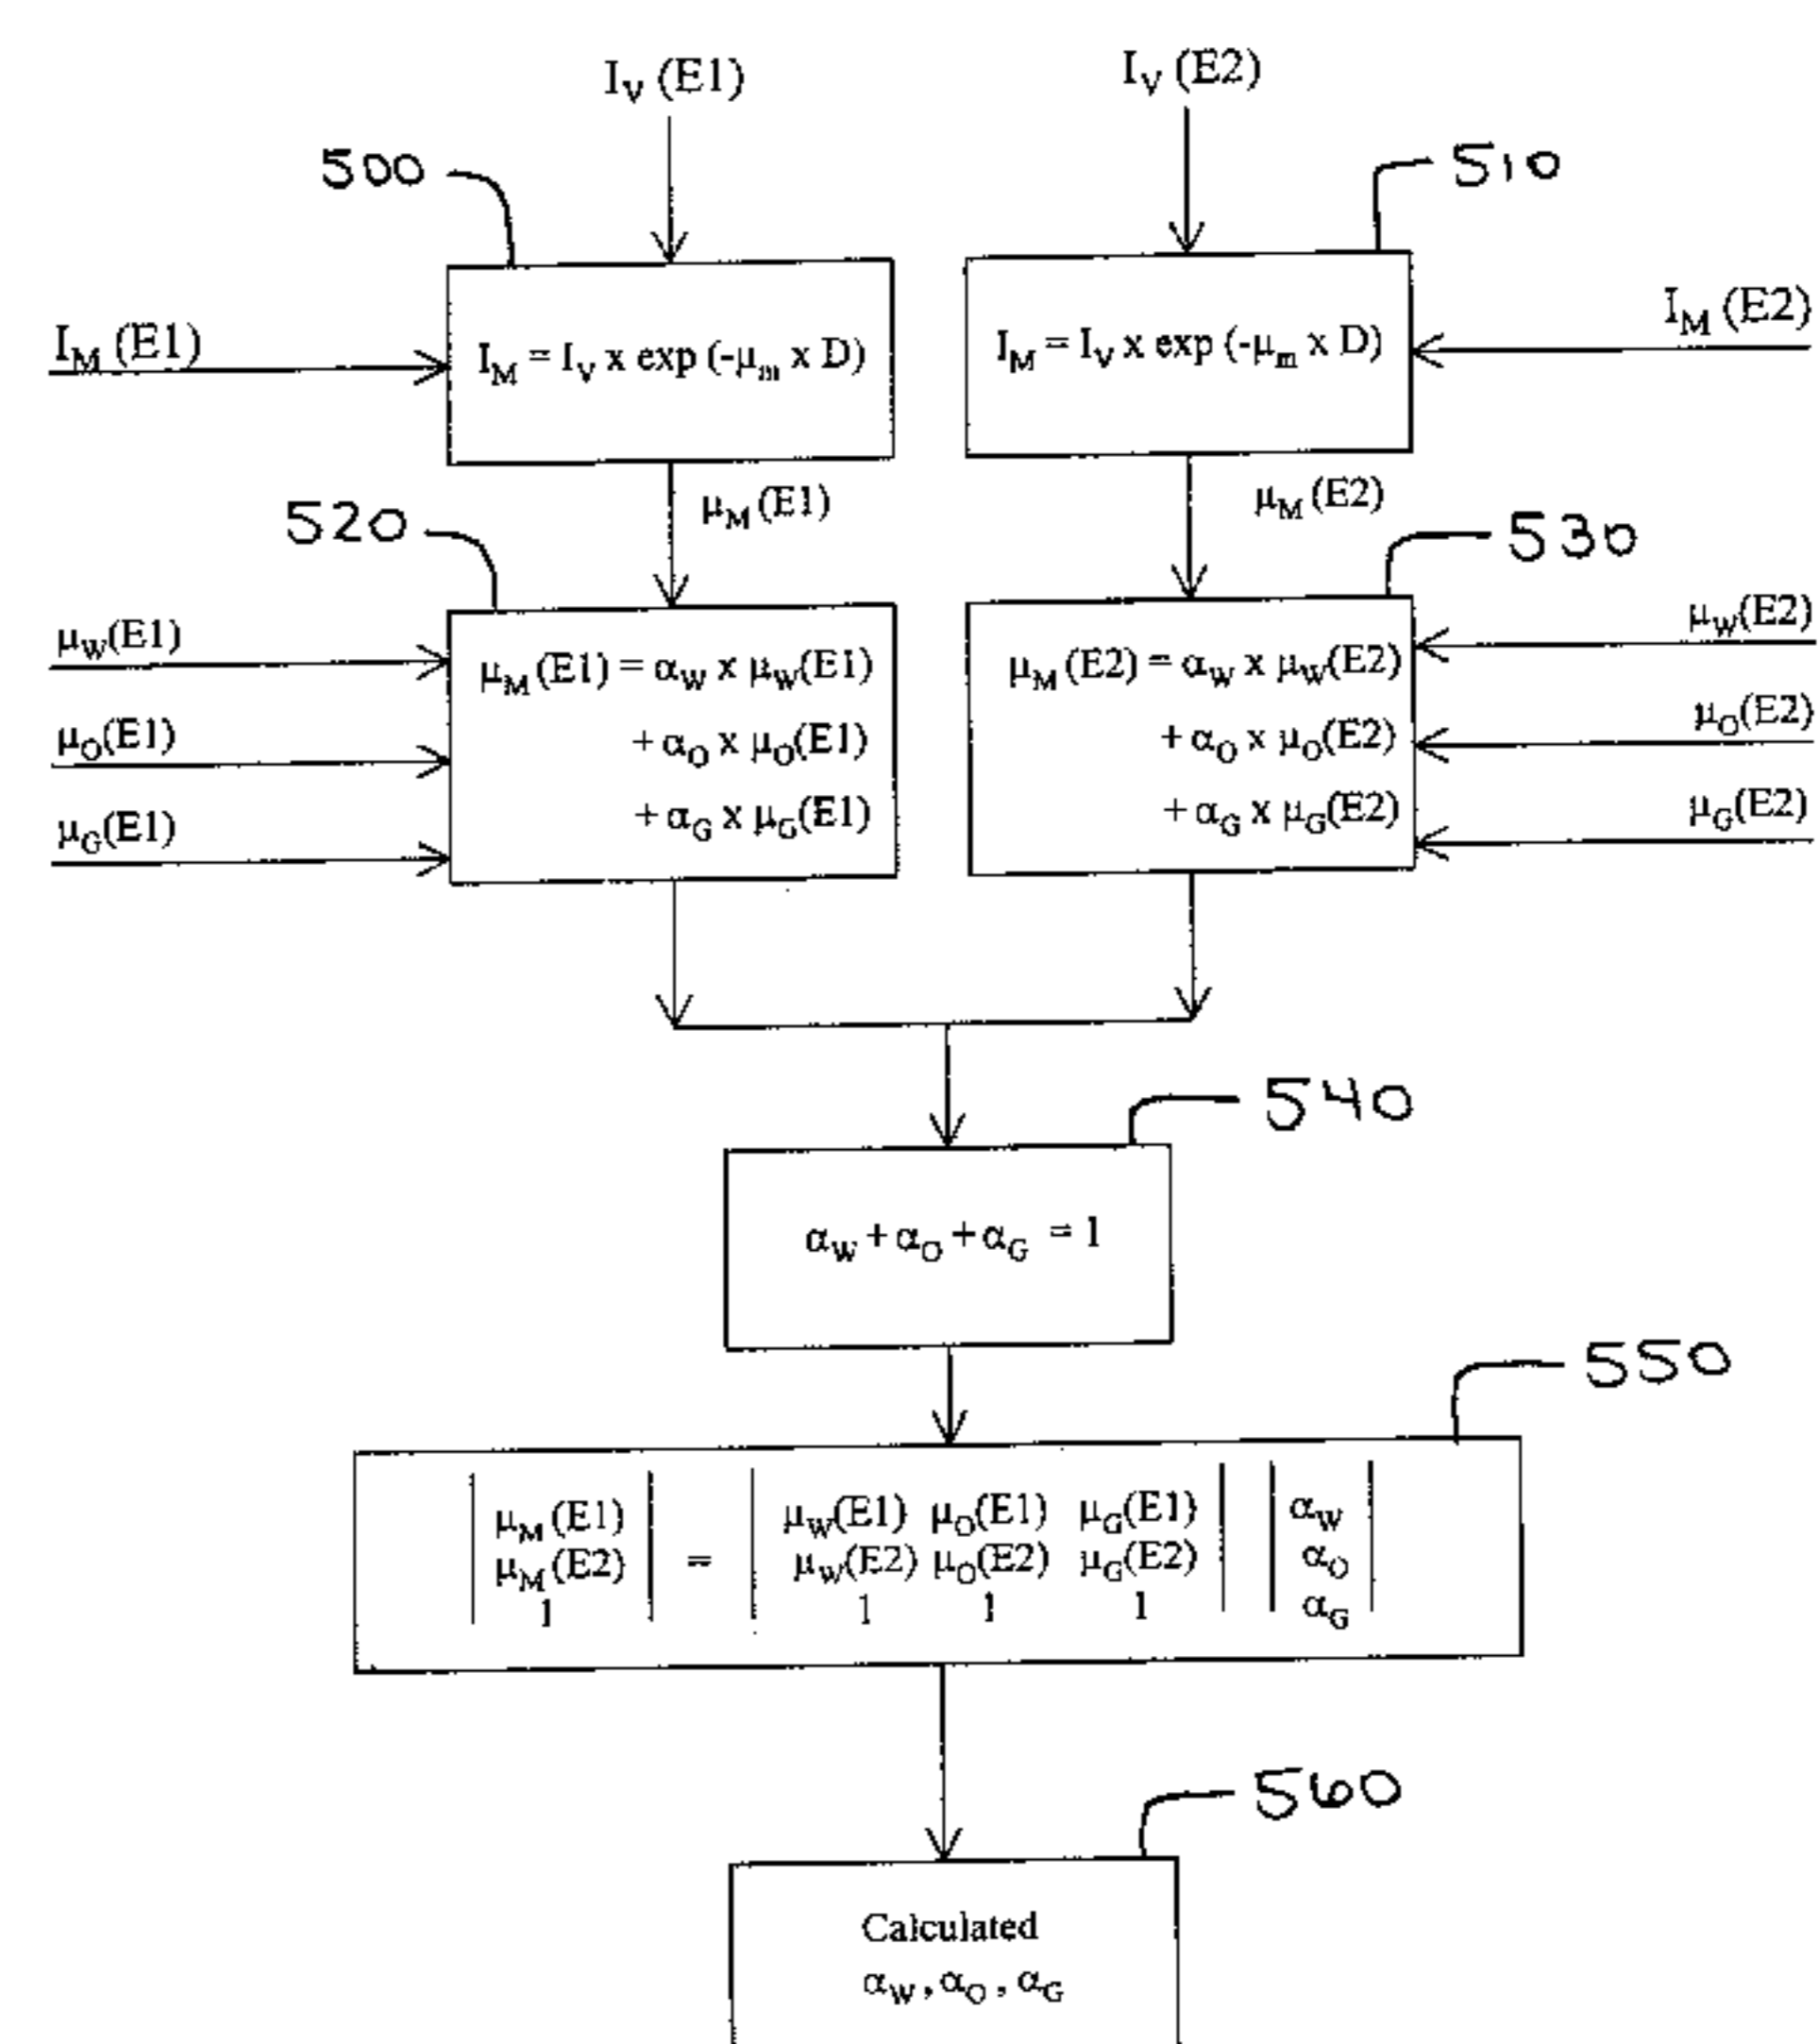 I_V (E1)
I_V (E2)
500
510
I_M (E1)
I_M = I_V x exp (-μ_m x D)
I_M = I_V x exp (-μ_m x D)
I_M (E2)
μ_M (E1)
μ_M (E2)
520
530
μ_W(E1)
μ_O(E1)
μ_G(E1)
μ_M (E1) = α_W x μ_W(E1)
+ α_O x μ_O(E1)
+ α_G x μ_G(E1)
μ_M (E2) = α_W x μ_W(E2)
+ α_O x μ_O(E2)
+ α_G x μ_G(E2)
μ_W(E2)
μ_O(E2)
μ_G(E2)
540
α_W + α_O + α_G = 1
550
| μ_M (E1) | | μ_W(E1) μ_O(E1) μ_G(E1) | | α_W |
| μ_M (E2) | = | μ_W(E2) μ_O(E2) μ_G(E2) | | α_O |
| 1 | | 1 1 1 | | α_G |
560
Calculated
α_W , α_O , α_G